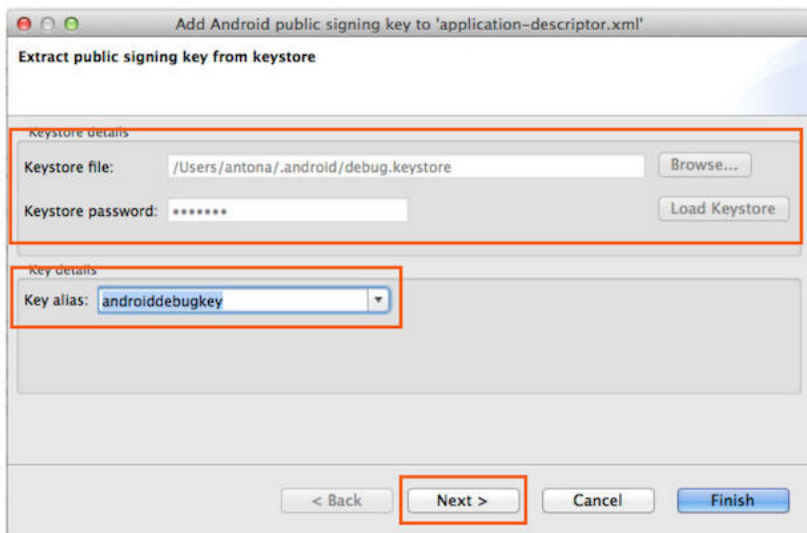 Add Android public signing key to 'application-descriptor.xml'
Extract public signing key from keystore
Keystore details
Keystore file: /Users/antona/.android/debug.keystore Browse...
Keystore password: ••••••• Load Keystore
Key details
Key alias: androiddebugkey
< Back Next > Cancel Finish